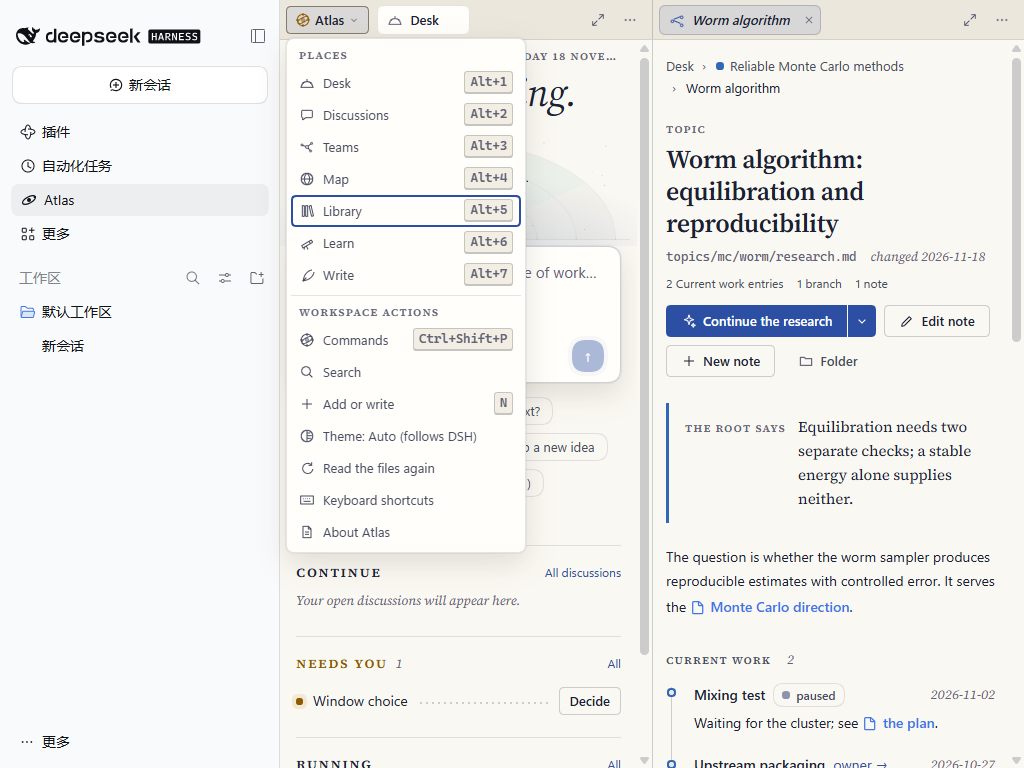 deepseek HARNESS
新会话
插件
自动化任务
Atlas
更多
工作区
默认工作区
新会话
更多
Atlas
Desk
PLACES
Desk Alt+1
Discussions Alt+2
Teams Alt+3
Map Alt+4
Library Alt+5
Learn Alt+6
Write Alt+7
WORKSPACE ACTIONS
Commands Ctrl+Shift+P
Search
Add or write N
Theme: Auto (follows DSH)
Read the files again
Keyboard shortcuts
About Atlas
DAY 18 NOVE…
ng.
e of work...
↑
xt?
a new idea
)
CONTINUE All discussions
Your open discussions will appear here.
NEEDS YOU 1 All
Window choice Decide
RUNNING All
Worm algorithm ×
Desk › Reliable Monte Carlo methods
› Worm algorithm
TOPIC
Worm algorithm:
equilibration and
reproducibility
topics/mc/worm/research.md changed 2026-11-18
2 Current work entries 1 branch 1 note
Continue the research
Edit note
New note
Folder
THE ROOT SAYS
Equilibration needs two
separate checks; a stable
energy alone supplies
neither.
The question is whether the worm sampler produces
reproducible estimates with controlled error. It serves
the Monte Carlo direction.
CURRENT WORK 2
Mixing test paused 2026-11-02
Waiting for the cluster; see the plan.
Upstream packaging owner → 2026-10-27